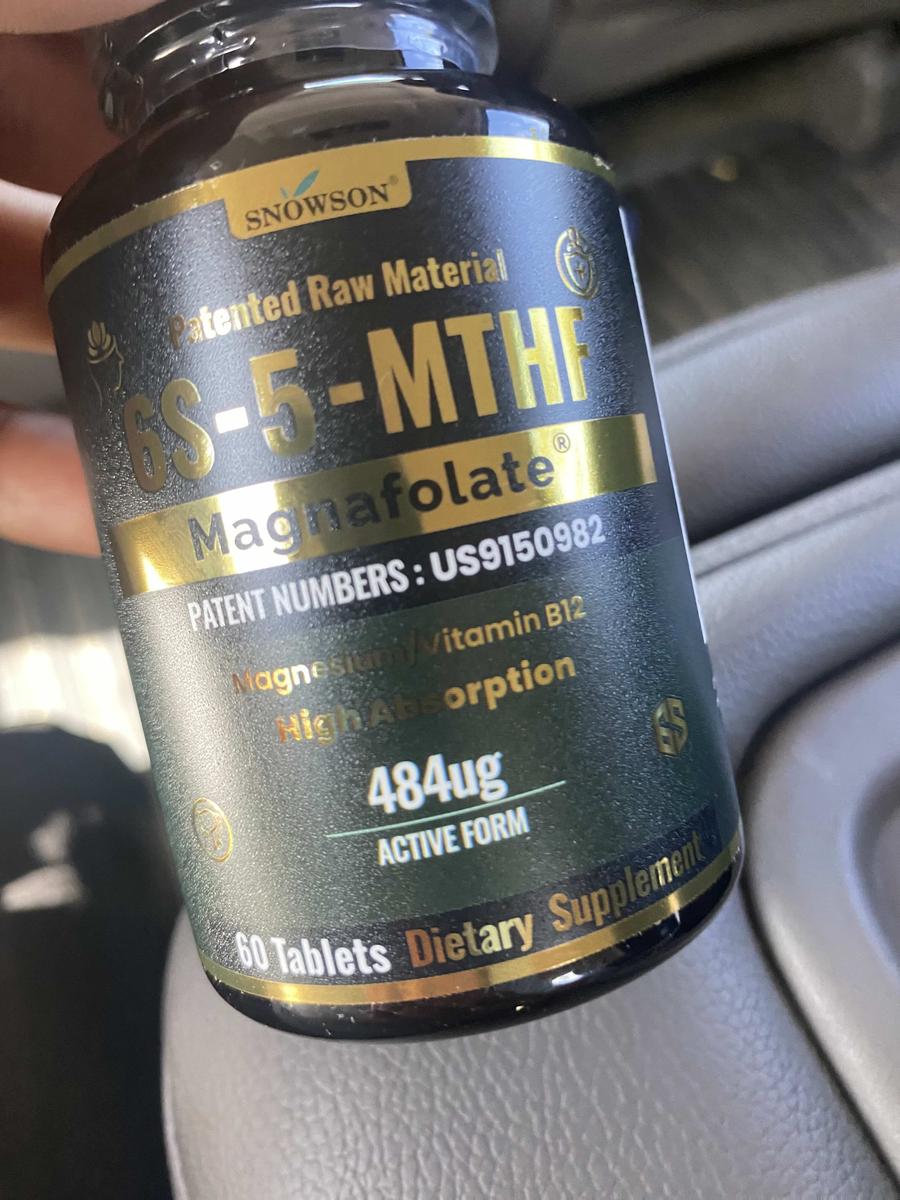 SNOWSON®
Patented Raw Material
6S-5-MTHF
Magnafolate®
PATENT NUMBERS : US9150982
Magnesium/Vitamin B12
High Absorption
6S
484ug
ACTIVE FORM
60 Tablets Dietary Supplement